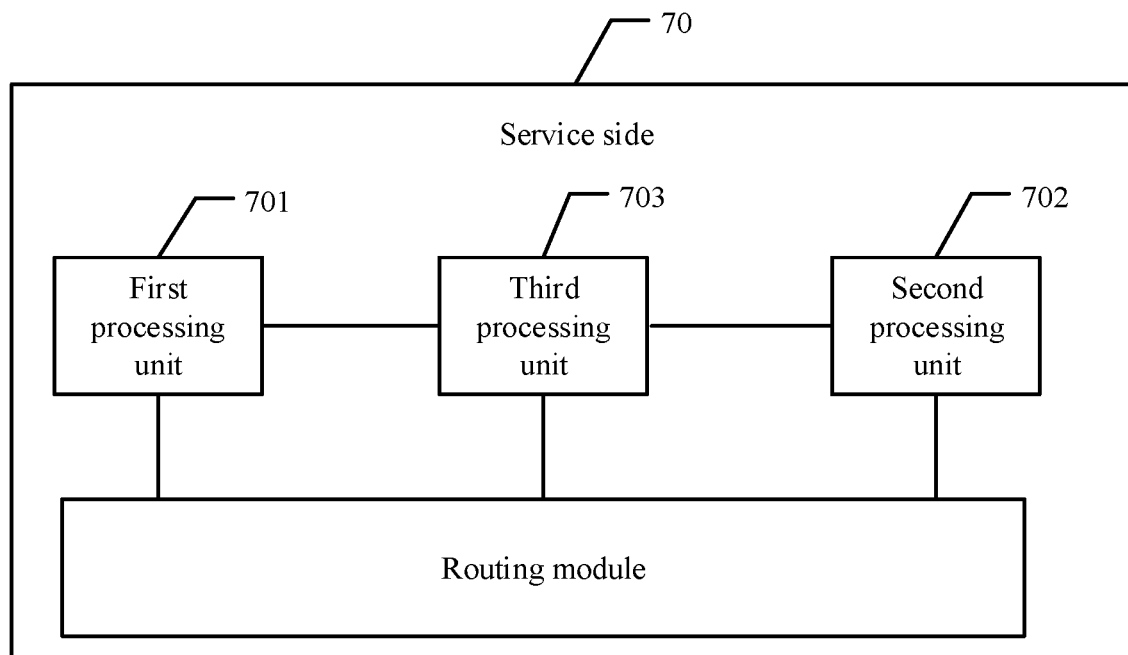 70
Service side
701
703
702
First
processing
unit
Third
processing
unit
Second
processing
unit
Routing module